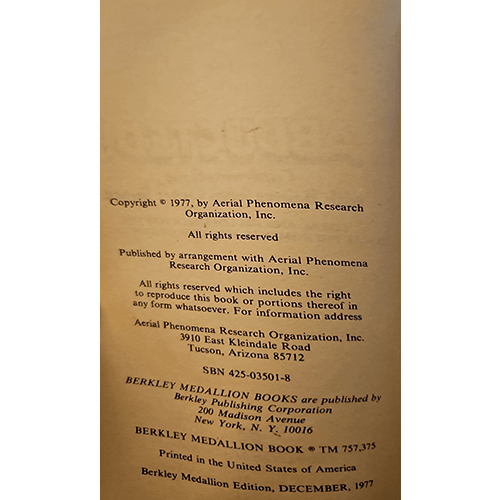 Copyright © 1977, by Aerial Phenomena Research
Organization, Inc.
All rights reserved
Published by arrangement with Aerial Phenomena
Research Organization, Inc.
All rights reserved which includes the right
to reproduce this book or portions thereof in
any form whatsoever. For information address
Aerial Phenomena Research Organization, Inc.
3910 East Kleindale Road
Tucson, Arizona 85712
SBN 425-03501-8
BERKLEY MEDALLION BOOKS are published by
Berkley Publishing Corporation
200 Madison Avenue
New York, N. Y. 10016
BERKLEY MEDALLION BOOK ® TM 757,375
Printed in the United States of America
Berkley Medallion Edition, DECEMBER, 1977